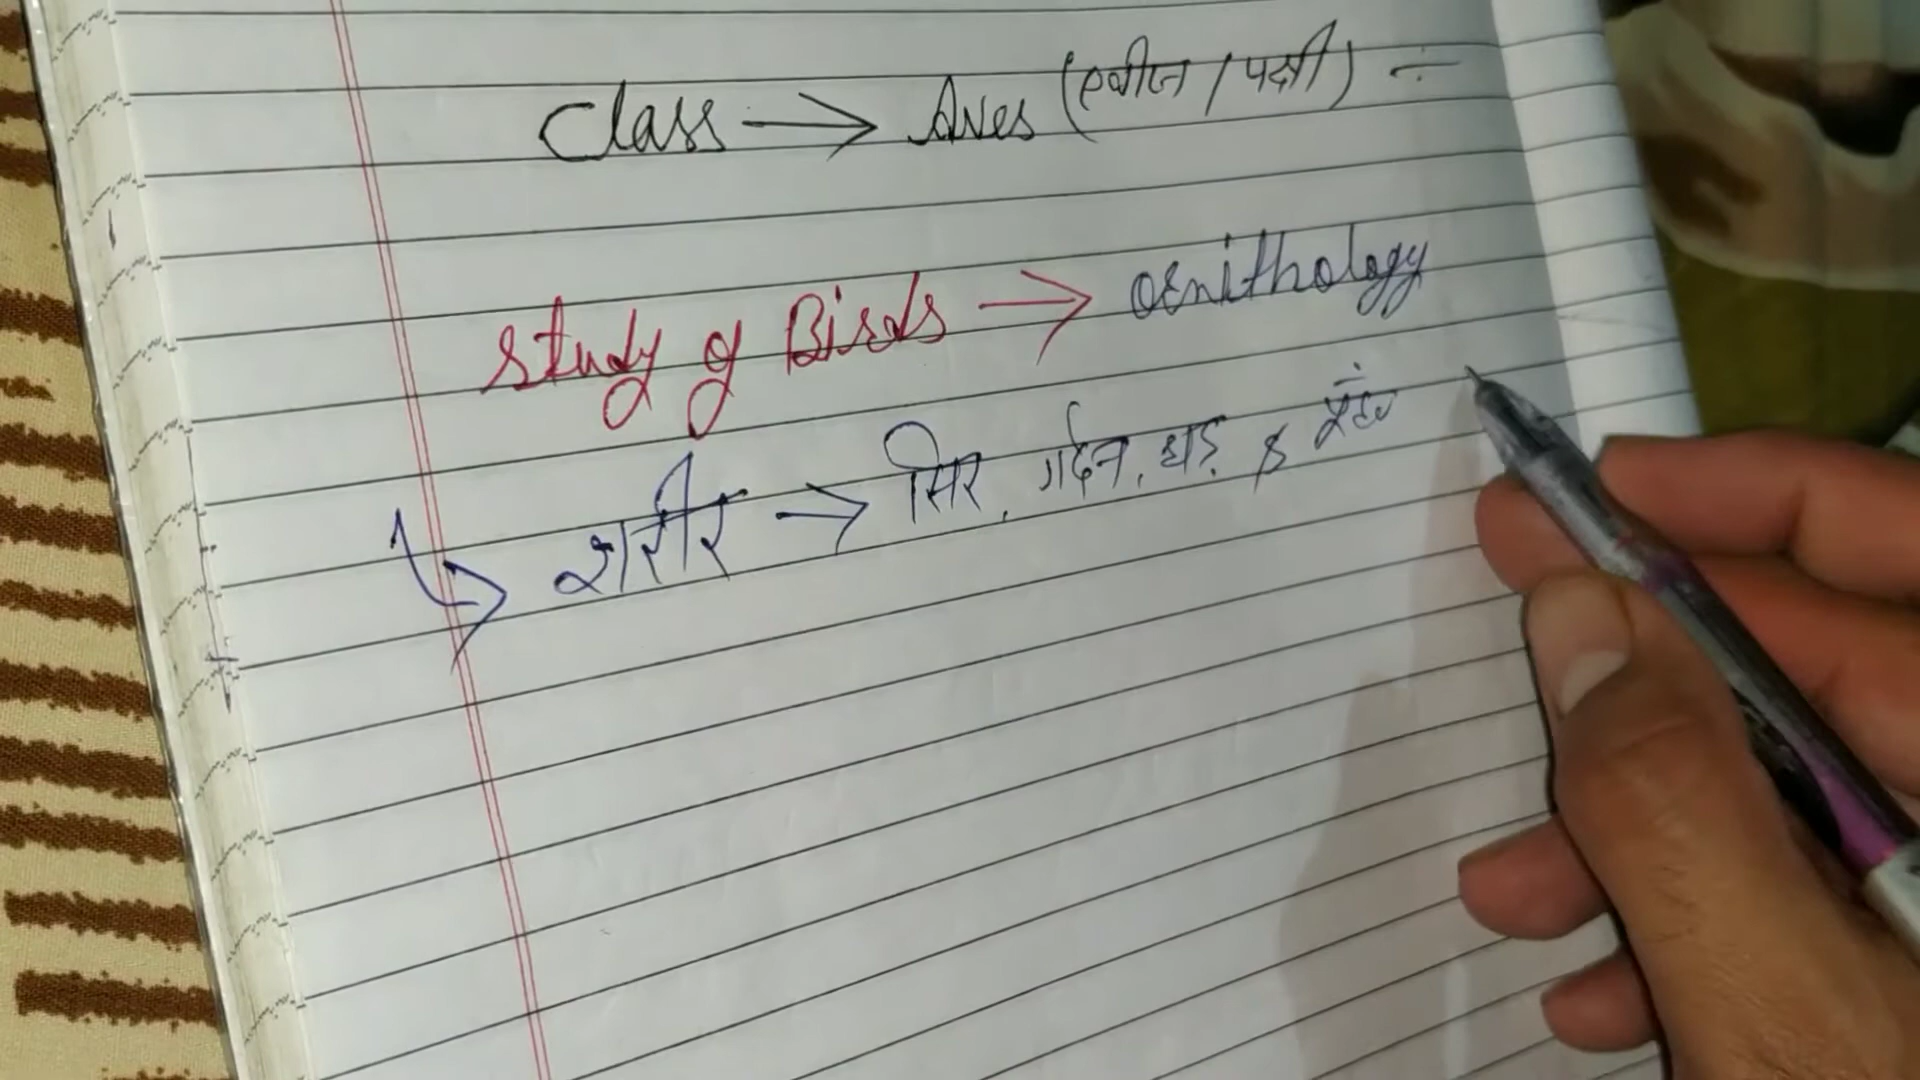 Class → Aves (एवीज / पक्षी) ÷
study of Birds → ornithology
↳ शरीर → सिर, गर्दन, धड़ &